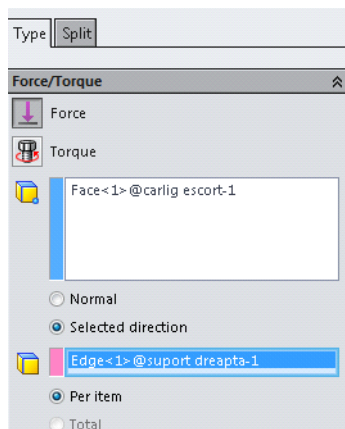 Type Split
Force/Torque
Force
Torque
Face<1>@carlig escort-1
Normal
Selected direction
Edge<1>@suport dreapta-1
Per item
Total